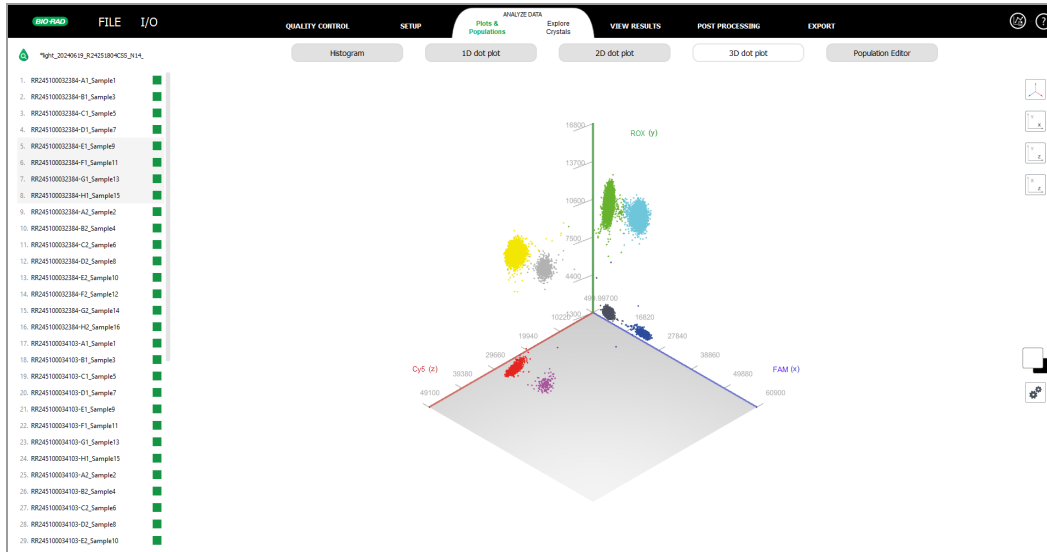 BIO-RAD FILE I/O
QUALITY CONTROL SETUP ANALYZE DATA Plots & Populations Explore Crystals VIEW RESULTS POST PROCESSING EXPORT ?
Histogram 1D dot plot 2D dot plot 3D dot plot Population Editor
*light_20240619_R24251804CSS_N14_
1. RR245100032384-A1_Sample1
2. RR245100032384-B1_Sample3
3. RR245100032384-C1_Sample5
4. RR245100032384-D1_Sample7
5. RR245100032384-E1_Sample9
6. RR245100032384-F1_Sample11
7. RR245100032384-G1_Sample13
8. RR245100032384-H1_Sample15
9. RR245100032384-A2_Sample2
10. RR245100032384-B2_Sample4
11. RR245100032384-C2_Sample6
12. RR245100032384-D2_Sample8
13. RR245100032384-E2_Sample10
14. RR245100032384-F2_Sample12
15. RR245100032384-G2_Sample14
16. RR245100032384-H2_Sample16
17. RR245100034103-A1_Sample1
18. RR245100034103-B1_Sample3
19. RR245100034103-C1_Sample5
20. RR245100034103-D1_Sample7
21. RR245100034103-E1_Sample9
22. RR245100034103-F1_Sample11
23. RR245100034103-G1_Sample13
24. RR245100034103-H1_Sample15
25. RR245100034103-A2_Sample2
26. RR245100034103-B2_Sample4
27. RR245100034103-C2_Sample6
28. RR245100034103-D2_Sample8
29. RR245100034103-E2_Sample10
16800
ROX (y)
13700
10600
7500
4400
1300
10220
19940
29660
39380
49100
Cy5 (z)
16620
27840
38860
49880
60900
FAM (x)
Y X
Y Z
X Z